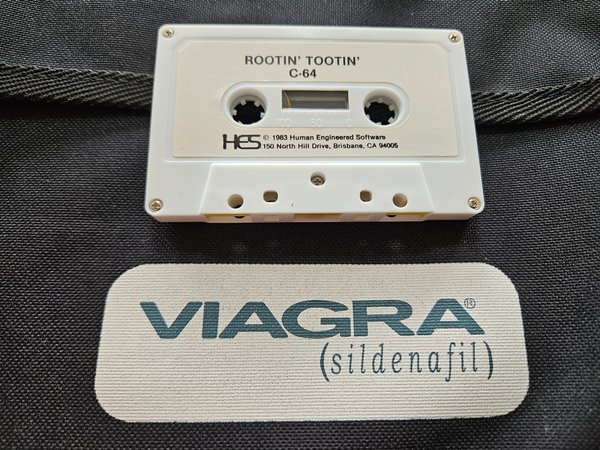 ROOTIN' TOOTIN'
C-64
100 50 0
HES © 1983 Human Engineered Software
150 North Hill Drive, Brisbane, CA 94005
VIAGRA®
(sildenafil)